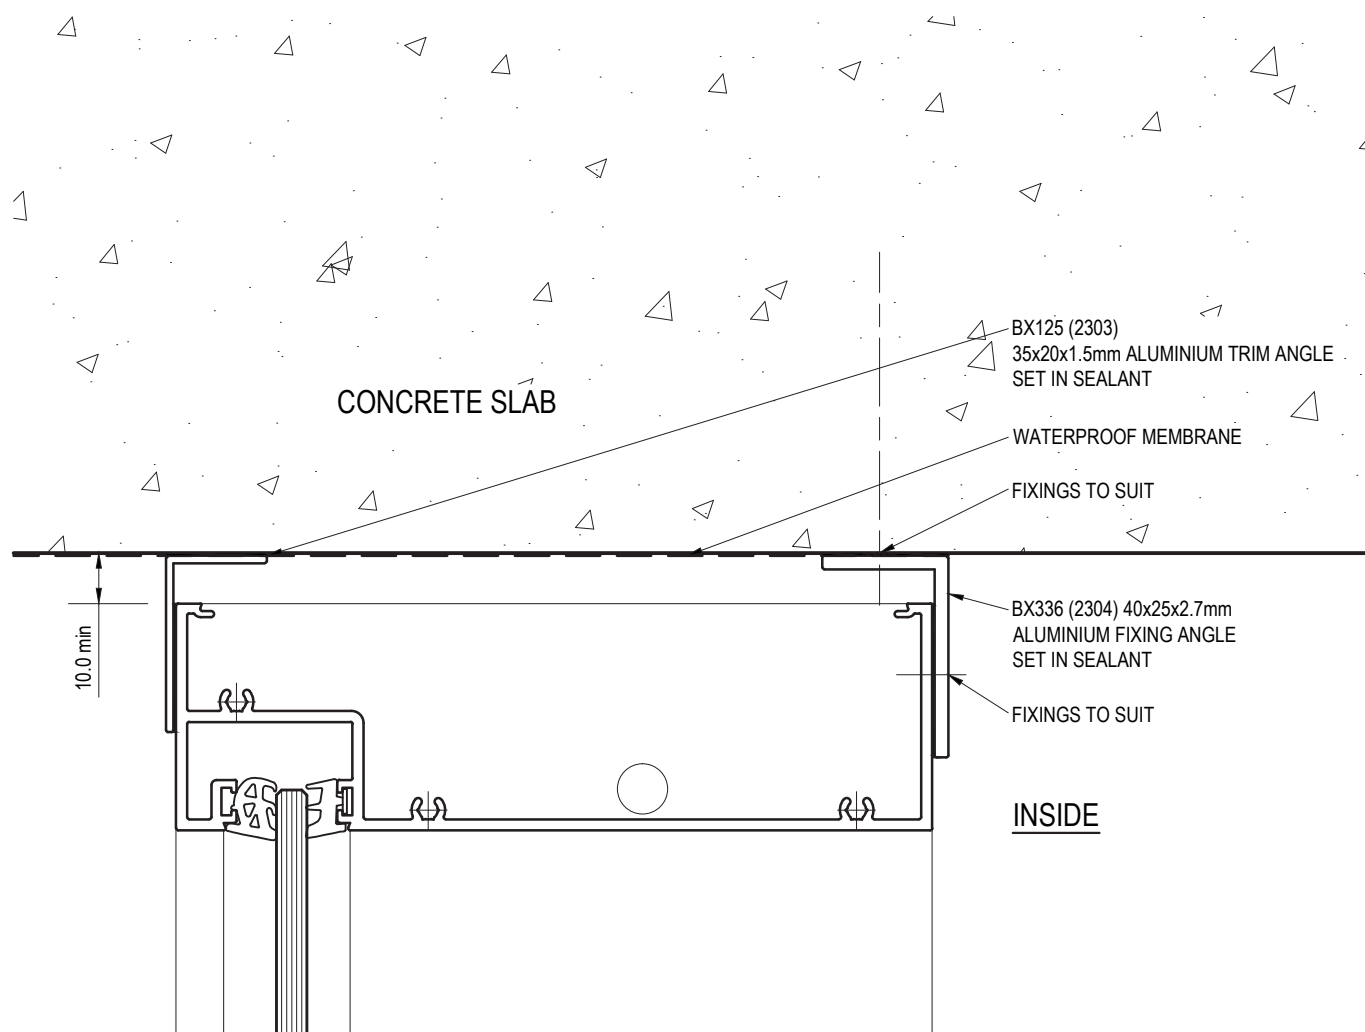 BX125 (2303)
35x20x1.5mm ALUMINIUM TRIM ANGLE
SET IN SEALANT
CONCRETE SLAB
WATERPROOF MEMBRANE
FIXINGS TO SUIT
BX336 (2304) 40x25x2.7mm
ALUMINIUM FIXING ANGLE
SET IN SEALANT
10.0 min
FIXINGS TO SUIT
INSIDE